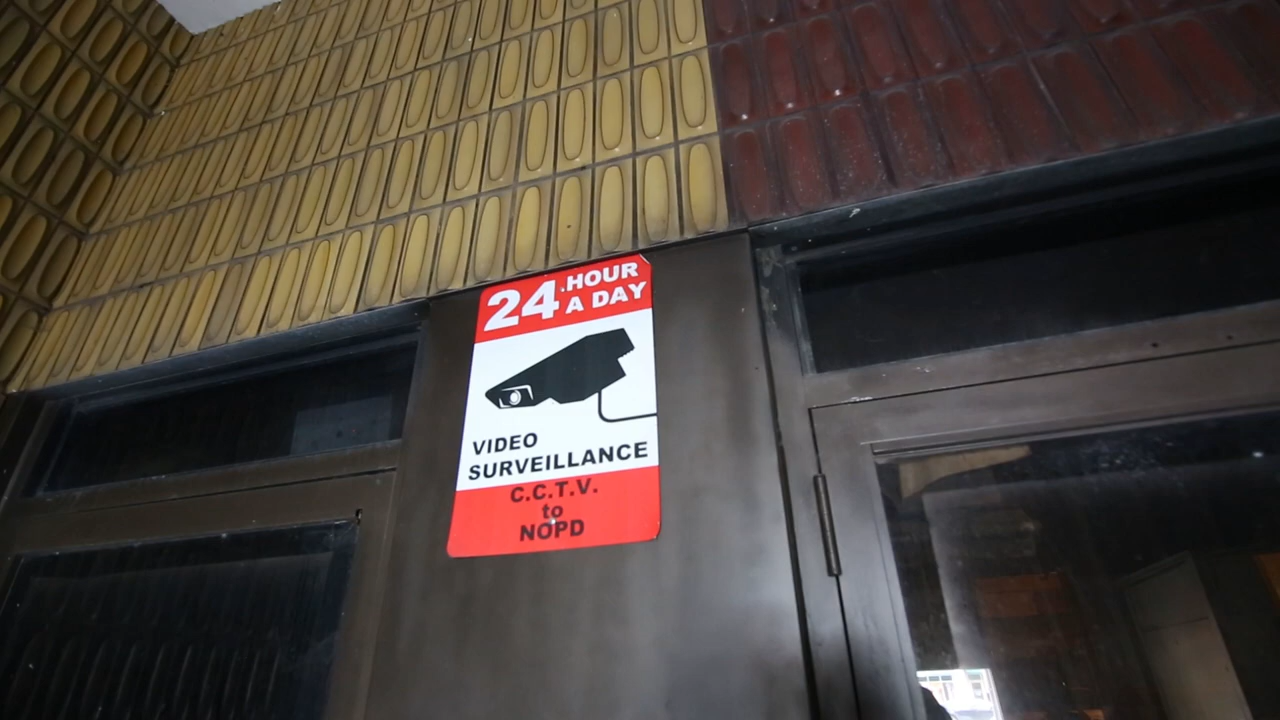 24 .HOUR
A DAY
VIDEO
SURVEILLANCE
C.C.T.V.
to
NOPD